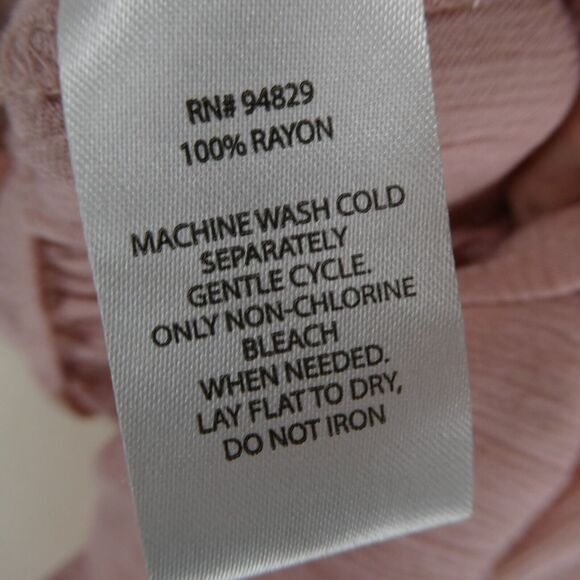 RN# 94829
100% RAYON
MACHINE WASH COLD
SEPARATELY
GENTLE CYCLE.
ONLY NON-CHLORINE
BLEACH
WHEN NEEDED.
LAY FLAT TO DRY,
DO NOT IRON